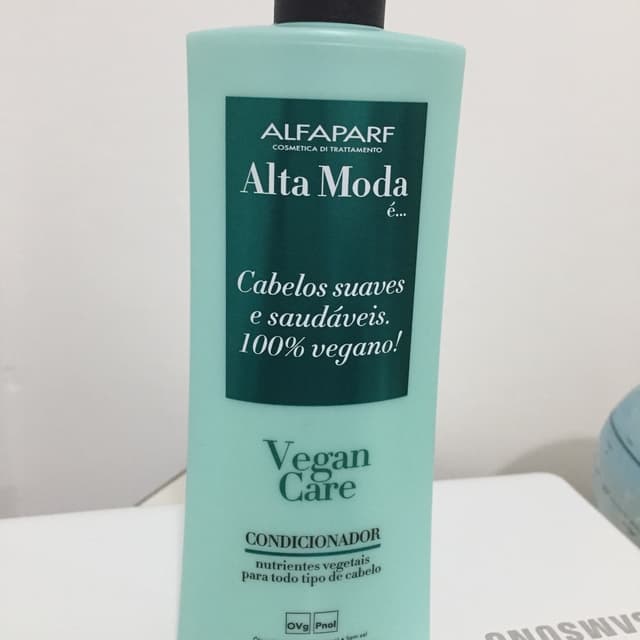 ALFAPARF
COSMETICA DI TRATTAMENTO
Alta Moda
é...
Cabelos suaves
e saudáveis.
100% vegano!
Vegan
Care
CONDICIONADOR
nutrientes vegetais
para todo tipo de cabelo
OVg Pnol
SAMSUNG